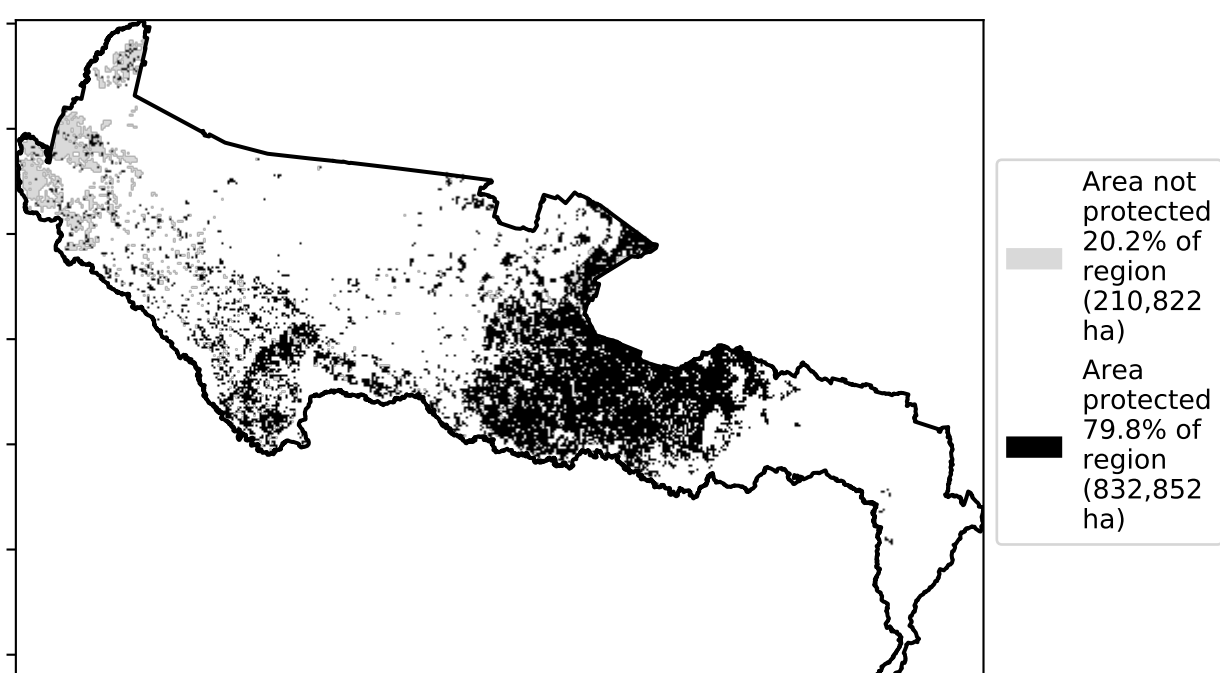 Area not
protected
20.2% of
region
(210,822
ha)
Area
protected
79.8% of
region
(832,852
ha)